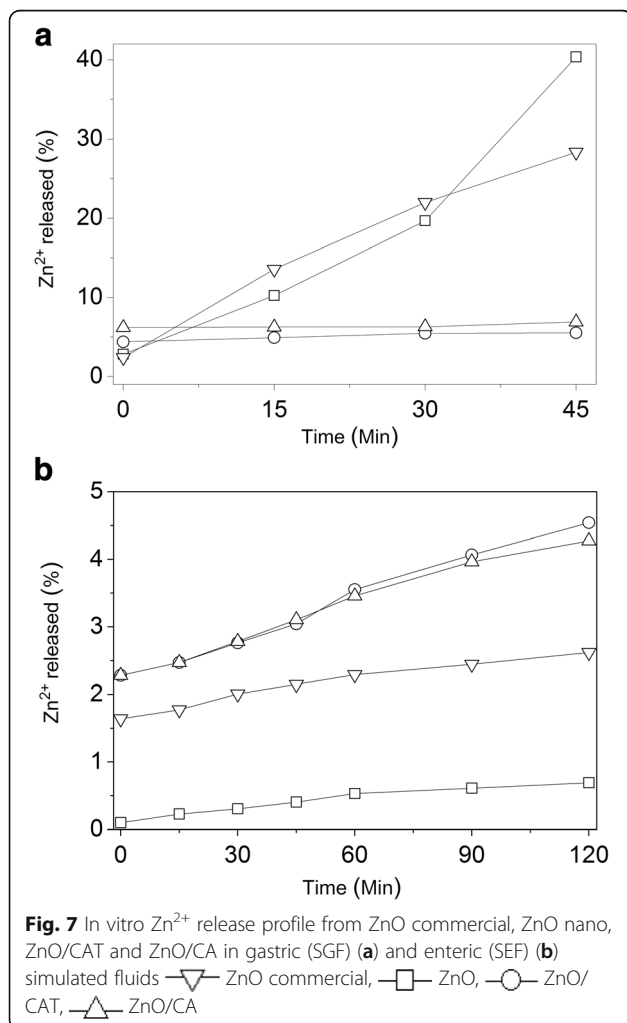 a
40
30
20
10
0
Zn²⁺ released (%)
0 15 30 45
Time (Min)
b
5
4
3
2
1
0
Zn²⁺ released (%)
0 30 60 90 120
Time (Min)
Fig. 7 In vitro Zn²⁺ release profile from ZnO commercial, ZnO nano,
ZnO/CAT and ZnO/CA in gastric (SGF) (a) and enteric (SEF) (b)
simulated fluids ZnO commercial, ZnO, ZnO/
CAT, ZnO/CA